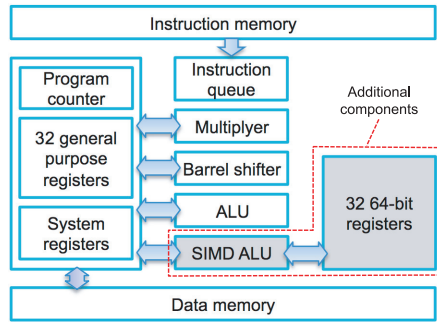 Instruction memory
Program
counter
32 general
purpose
registers
System
registers
Instruction
queue
Multiplyer
Barrel shifter
ALU
SIMD ALU
Additional
components
32 64-bit
registers
Data memory